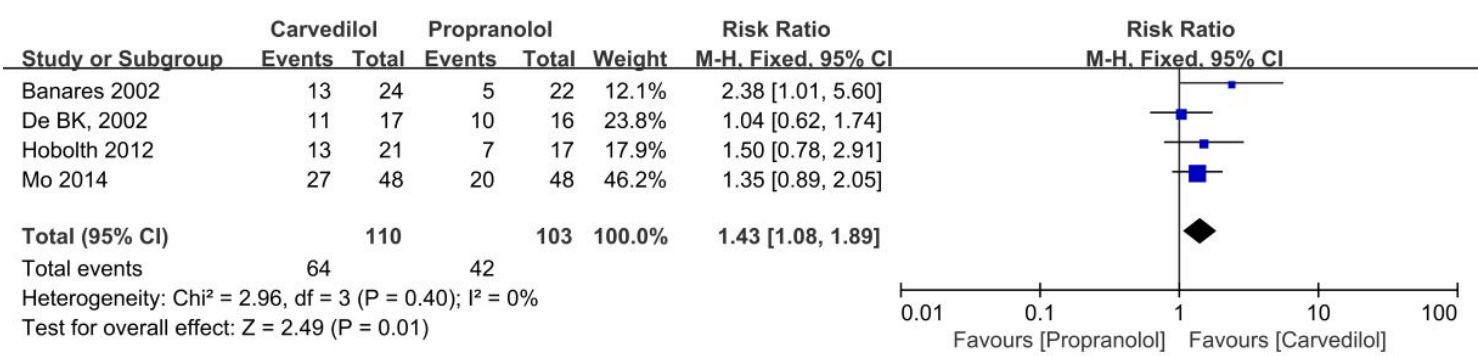 Carvedilol Propranolol Risk Ratio Risk Ratio
Study or Subgroup Events Total Events Total Weight M-H, Fixed, 95% CI M-H, Fixed, 95% CI
Banares 2002 13 24 5 22 12.1% 2.38 [1.01, 5.60]
De BK, 2002 11 17 10 16 23.8% 1.04 [0.62, 1.74]
Hobolth 2012 13 21 7 17 17.9% 1.50 [0.78, 2.91]
Mo 2014 27 48 20 48 46.2% 1.35 [0.89, 2.05]
Total (95% CI) 110 103 100.0% 1.43 [1.08, 1.89]
Total events 64 42
Heterogeneity: Chi² = 2.96, df = 3 (P = 0.40); I² = 0%
Test for overall effect: Z = 2.49 (P = 0.01)
0.01 0.1 1 10 100
Favours [Propranolol] Favours [Carvedilol]